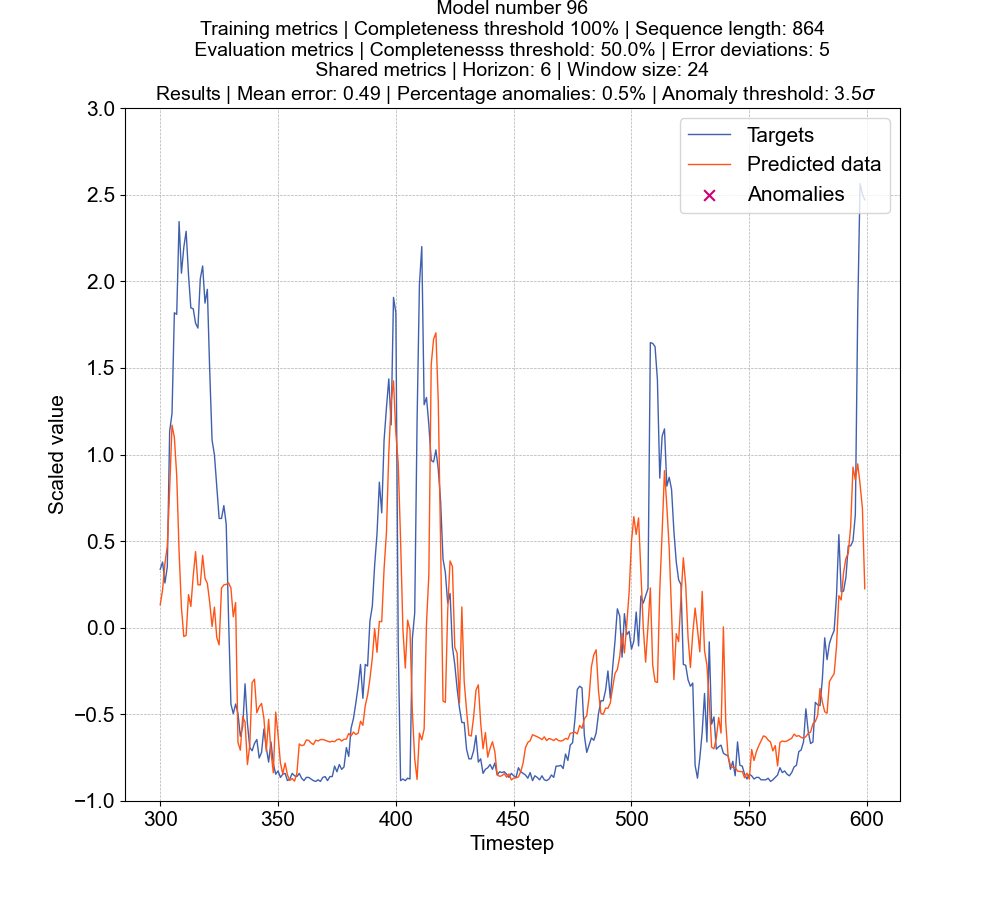 Model number 96
Training metrics | Completeness threshold 100% | Sequence length: 864
Evaluation metrics | Completenesss threshold: 50.0% | Error deviations: 5
Shared metrics | Horizon: 6 | Window size: 24
Results | Mean error: 0.49 | Percentage anomalies: 0.5% | Anomaly threshold: 3.5σ
3.0
2.5
2.0
1.5
1.0
0.5
0.0
−0.5
−1.0
Scaled value
Targets
Predicted data
Anomalies
300 350 400 450 500 550 600
Timestep